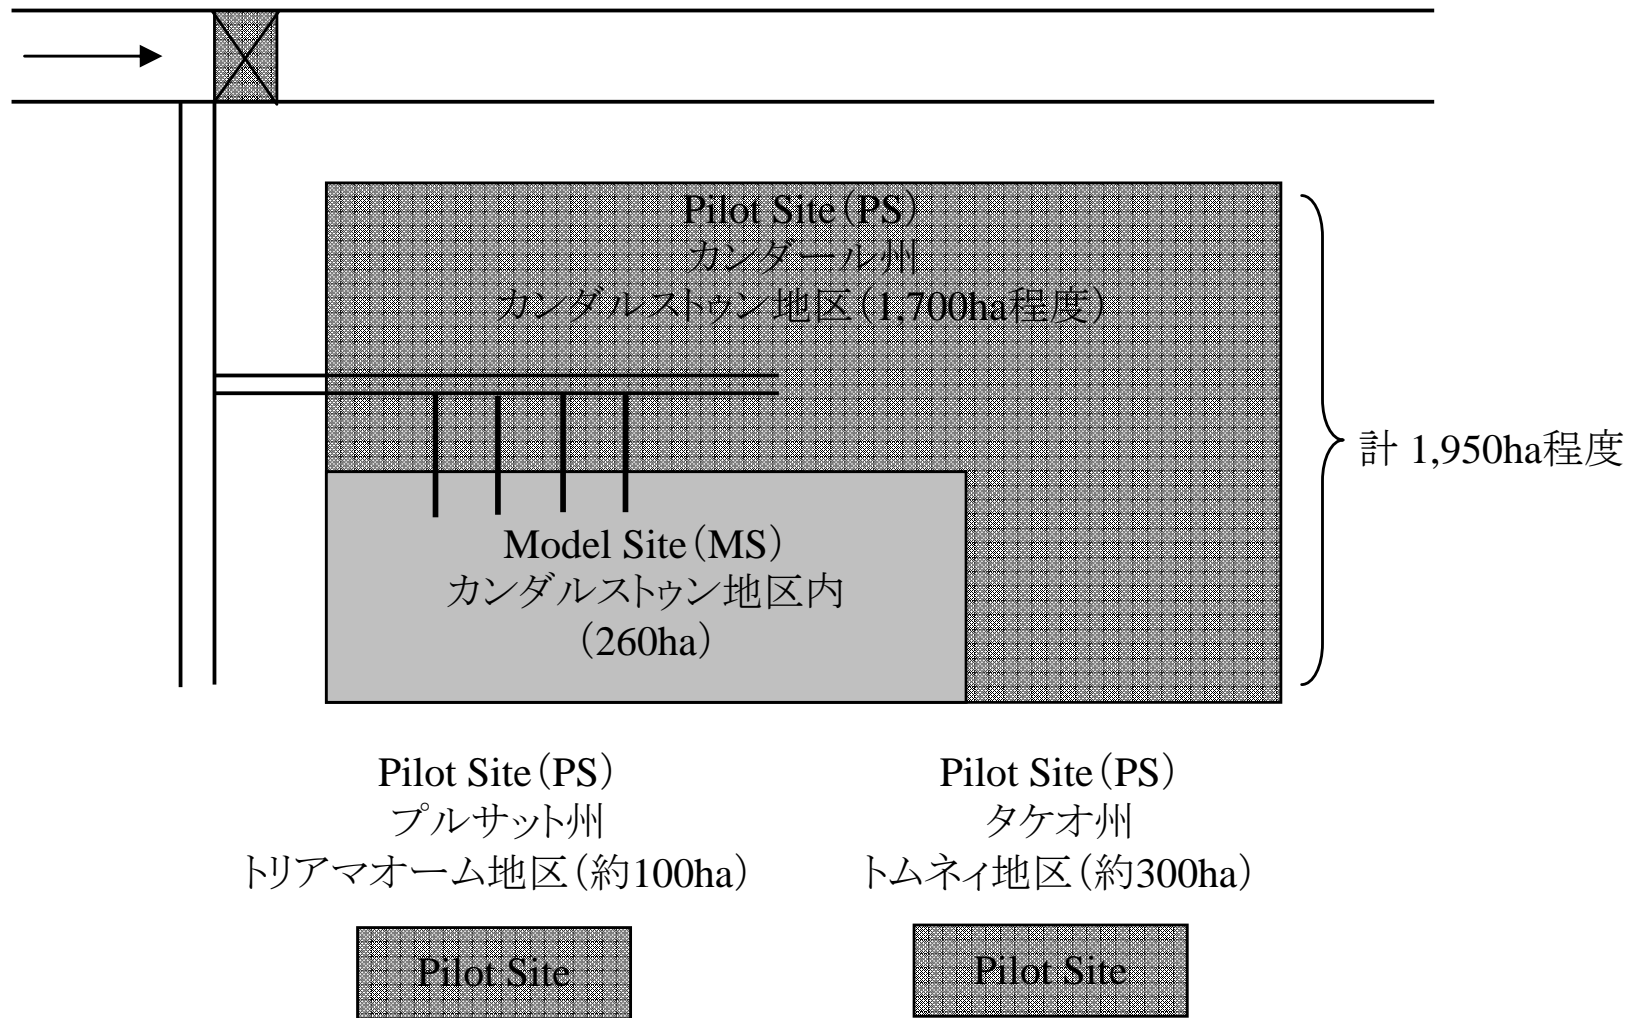 Pilot Site（PS）
カンダール州
カンダルストゥン地区（1,700ha程度）
計 1,950ha程度
Model Site（MS）
カンダルストゥン地区内
（260ha）
Pilot Site（PS）
プルサット州
トリアマオーム地区（約100ha）
Pilot Site
Pilot Site（PS）
タケオ州
トムネィ地区（約300ha）
Pilot Site